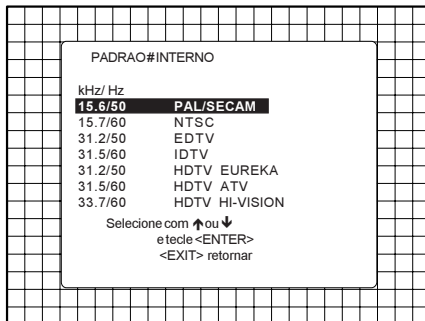 PADRAO#INTERNO
kHz/ Hz
15.6/50 PAL/SECAM
15.7/60 NTSC
31.2/50 EDTV
31.5/60 IDTV
31.2/50 HDTV EUREKA
31.5/60 HDTV ATV
33.7/60 HDTV HI-VISION
Selecione com ↑ ou ↓
e tecle <ENTER>
<EXIT> retornar